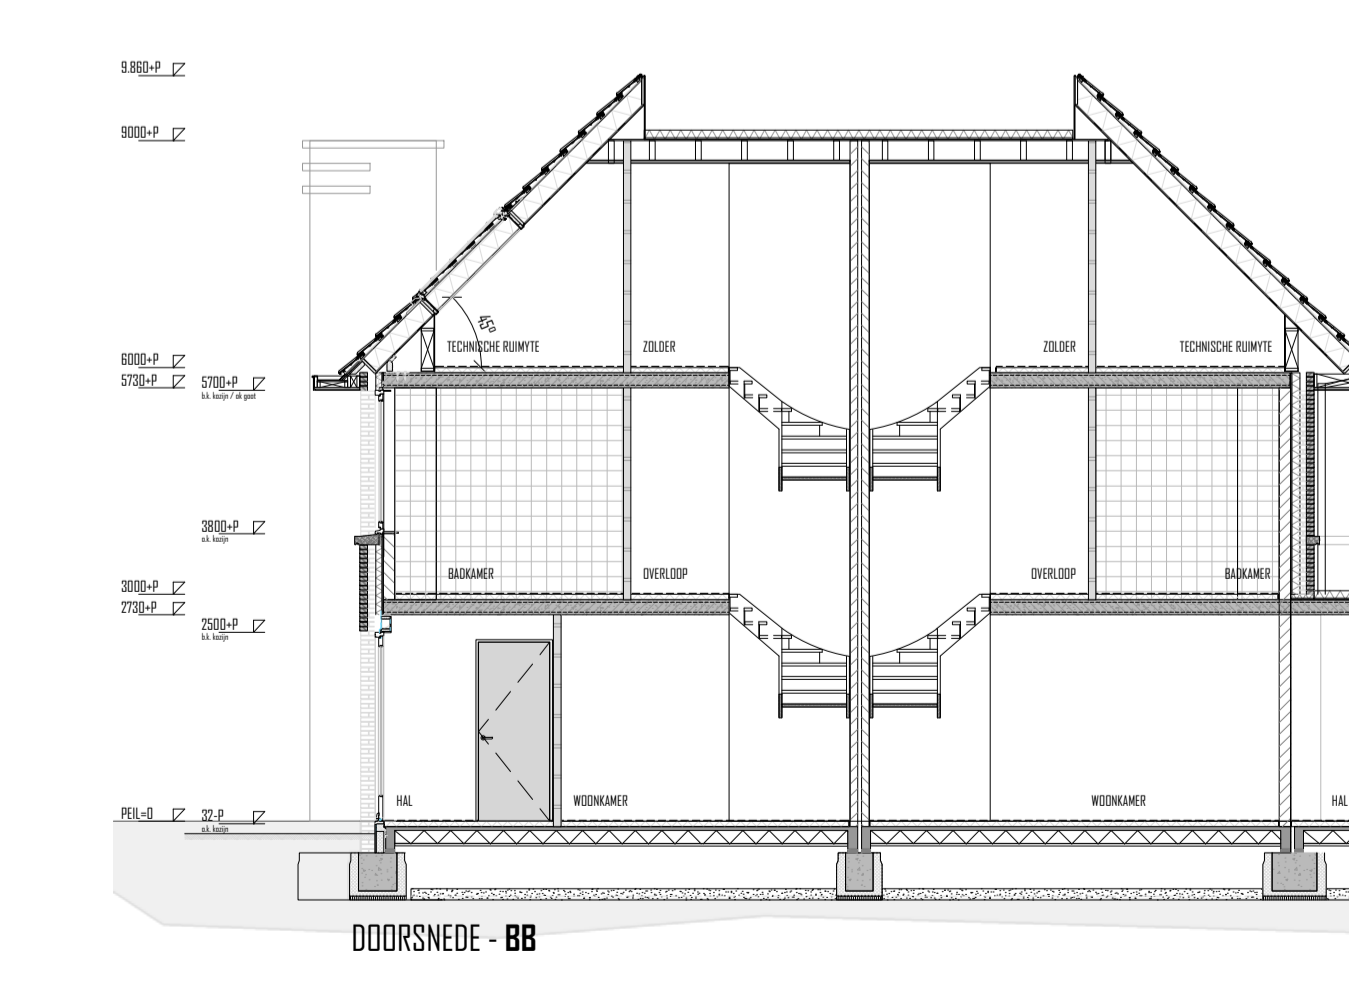 9.860+P
9000+P
45°
TECHNISCHE RUIMYTE
ZOLDER
ZOLDER
TECHNISCHE RUIMYTE
6000+P
5730+P
5700+P
b.k. kozijn / ok goot
3800+P
o.k. kozijn
BADKAMER
OVERLOOP
OVERLOOP
BADKAMER
3000+P
2730+P
2500+P
b.k. kozijn
HAL
WOONKAMER
WOONKAMER
HAL
PEIL=0
32-P
o.k. kozijn
DOORSNEDE - BB